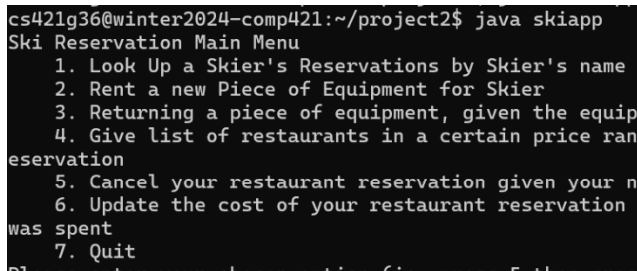 cs421g36@winter2024-comp421:~/project2$ java skiapp
Ski Reservation Main Menu
1. Look Up a Skier's Reservations by Skier's name
2. Rent a new Piece of Equipment for Skier
3. Returning a piece of equipment, given the equip
4. Give list of restaurants in a certain price ran
eservation
5. Cancel your restaurant reservation given your n
6. Update the cost of your restaurant reservation
was spent
7. Quit